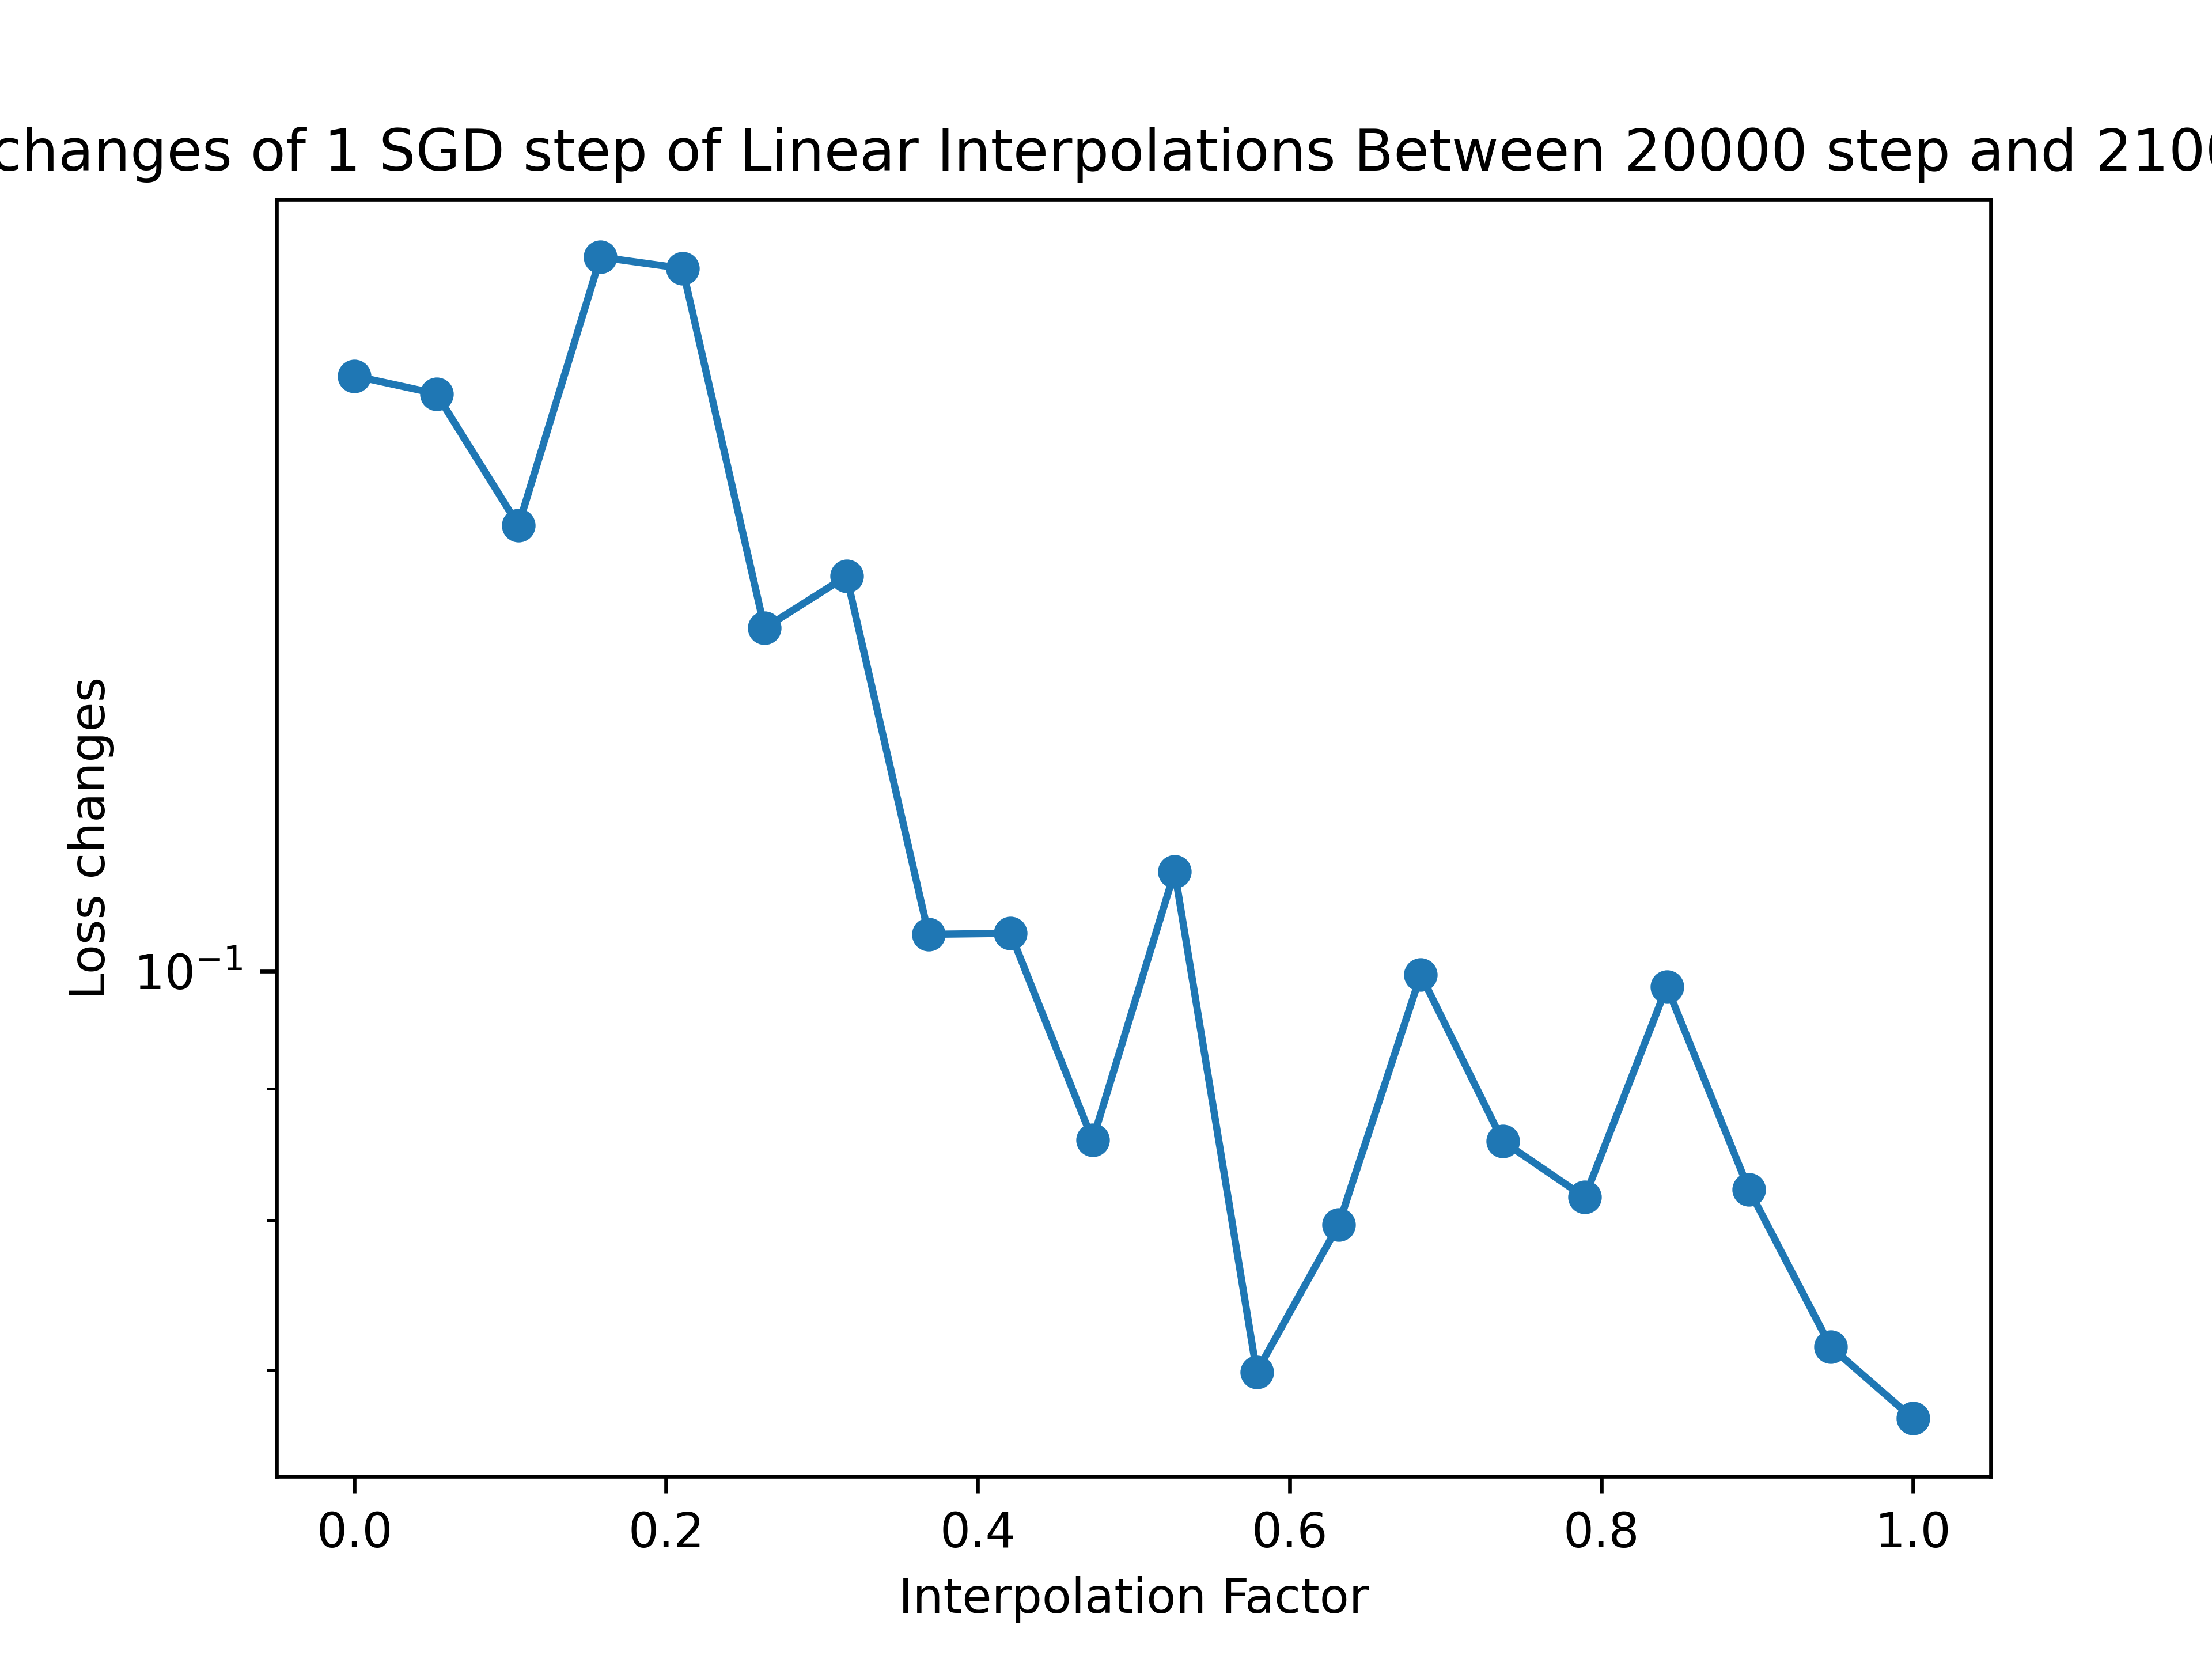 changes of 1 SGD step of Linear Interpolations Between 20000 step and 2100
Loss changes
10⁻¹
0.0 0.2 0.4 0.6 0.8 1.0
Interpolation Factor